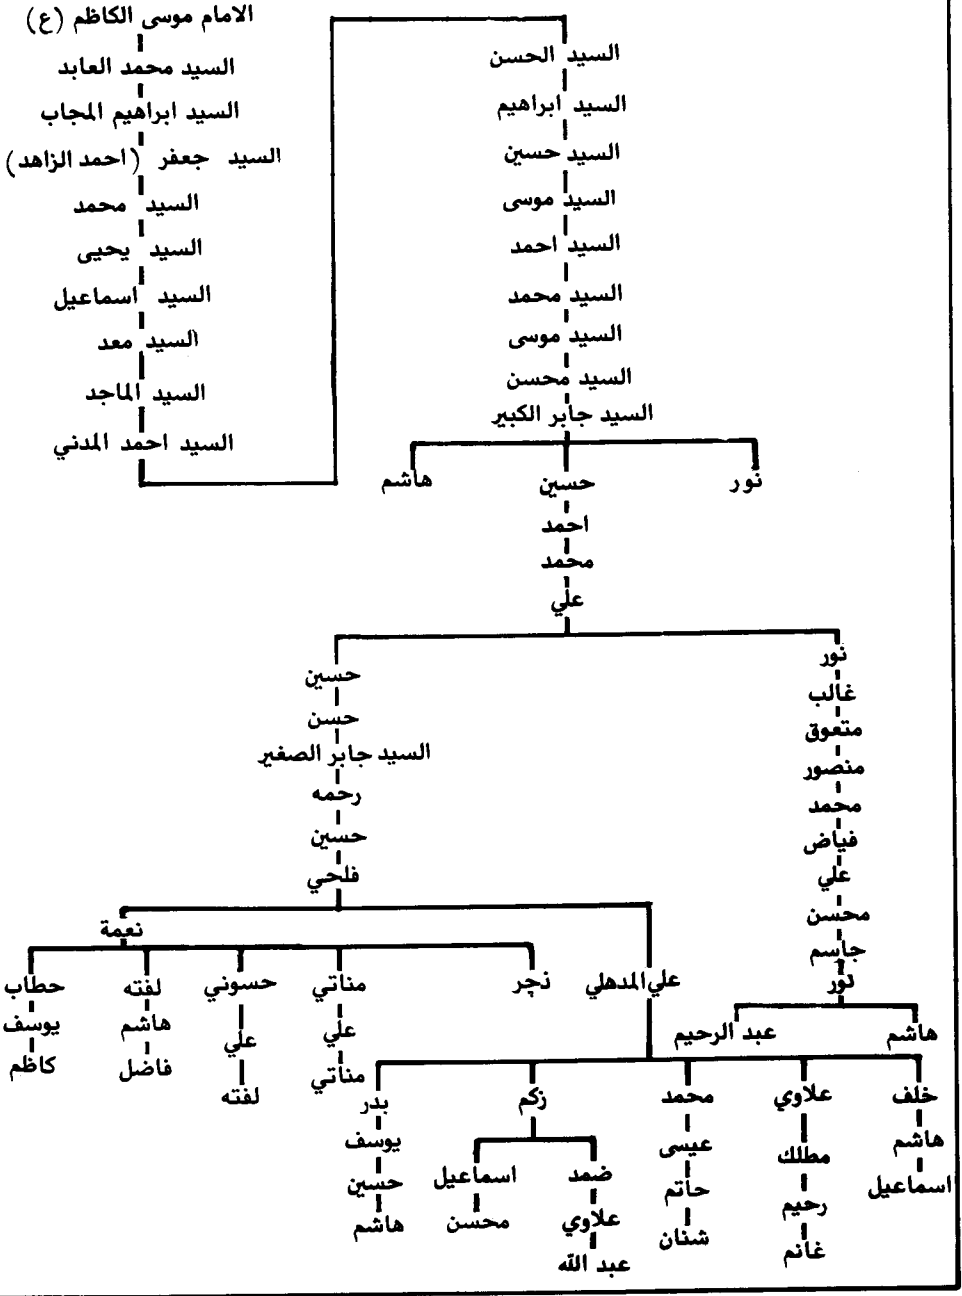 الامام موسى الكاظم (ع)
السيد محمد العابد
السيد ابراهيم المجاب
السيد جعفر (احمد الزاهد)
السيد محمد
السيد يحيى
السيد اسماعيل
السيد معد
السيد الماجد
السيد احمد المدني
السيد الحسن
السيد ابراهيم
السيد حسين
السيد موسى
السيد احمد
السيد محمد
السيد موسى
السيد محسن
السيد جابر الكبير
نور
حسين
هاشم
احمد
محمد
علي
نور
غالب
متعوق
منصور
محمد
فياض
علي
محسن
جاسم
نور
هاشم
عبد الرحيم
حسين
حسن
السيد جابر الصغير
رحمه
حسين
فلحي
علي المدهلي
نعمة
نچر
مناتي
علي
مناتي
حسوني
علي
لفته
لفته
هاشم
فاضل
حطاب
يوسف
كاظم
خلف
هاشم
اسماعيل
علاوي
مطلك
رحيم
غانم
محمد
عيسى
حاتم
شنان
زكم
ضمد
علاوي
عبد الله
اسماعيل
محسن
بدر
يوسف
حسين
هاشم